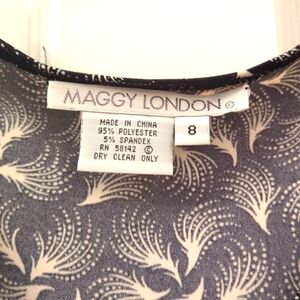 MAGGY LONDON®
MADE IN CHINA
95% POLYESTER
5% SPANDEX
RN 58142 ©
DRY CLEAN ONLY
8